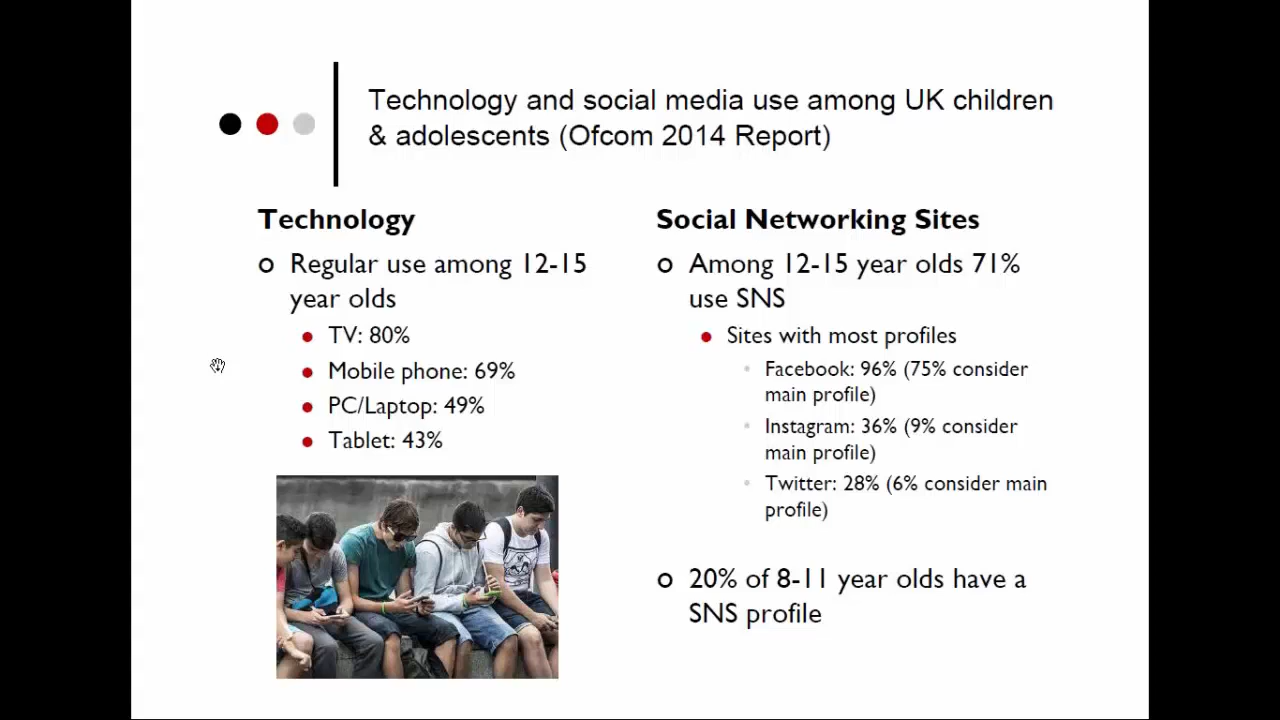 Technology and social media use among UK children
& adolescents (Ofcom 2014 Report)
Technology
Regular use among 12-15
year olds
TV: 80%
Mobile phone: 69%
PC/Laptop: 49%
Tablet: 43%
Social Networking Sites
Among 12-15 year olds 71%
use SNS
Sites with most profiles
Facebook: 96% (75% consider
main profile)
Instagram: 36% (9% consider
main profile)
Twitter: 28% (6% consider main
profile)
20% of 8-11 year olds have a
SNS profile